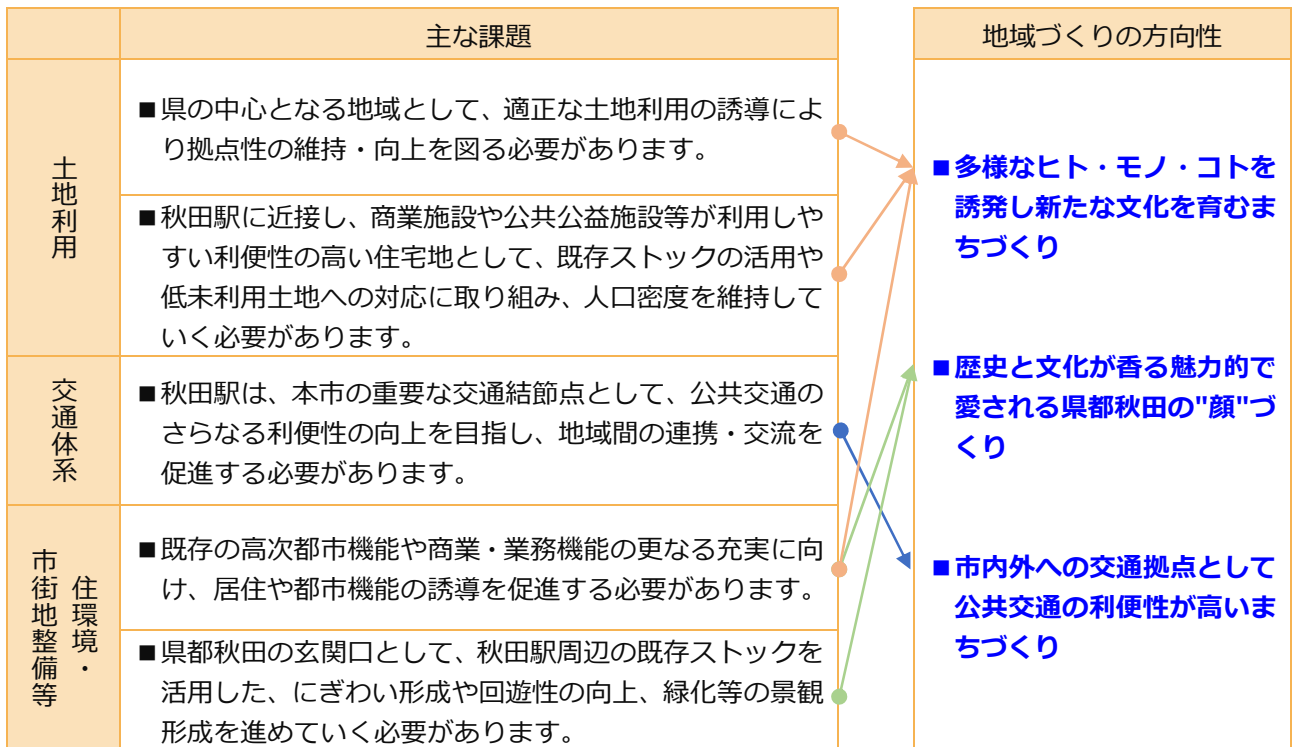 主な課題
土地利用
■県の中心となる地域として、適正な土地利用の誘導によ
り拠点性の維持・向上を図る必要があります。
■秋田駅に近接し、商業施設や公共公益施設等が利用しや
すい利便性の高い住宅地として、既存ストックの活用や
低未利用土地への対応に取り組み、人口密度を維持して
いく必要があります。
交通体系
■秋田駅は、本市の重要な交通結節点として、公共交通の
さらなる利便性の向上を目指し、地域間の連携・交流を
促進する必要があります。
住環境・
市街地整備等
■既存の高次都市機能や商業・業務機能の更なる充実に向
け、居住や都市機能の誘導を促進する必要があります。
■県都秋田の玄関口として、秋田駅周辺の既存ストックを
活用した、にぎわい形成や回遊性の向上、緑化等の景観
形成を進めていく必要があります。
地域づくりの方向性
■多様なヒト・モノ・コトを
誘発し新たな文化を育むま
ちづくり
■歴史と文化が香る魅力的で
愛される県都秋田の"顔"づ
くり
■市内外への交通拠点として
公共交通の利便性が高いま
ちづくり